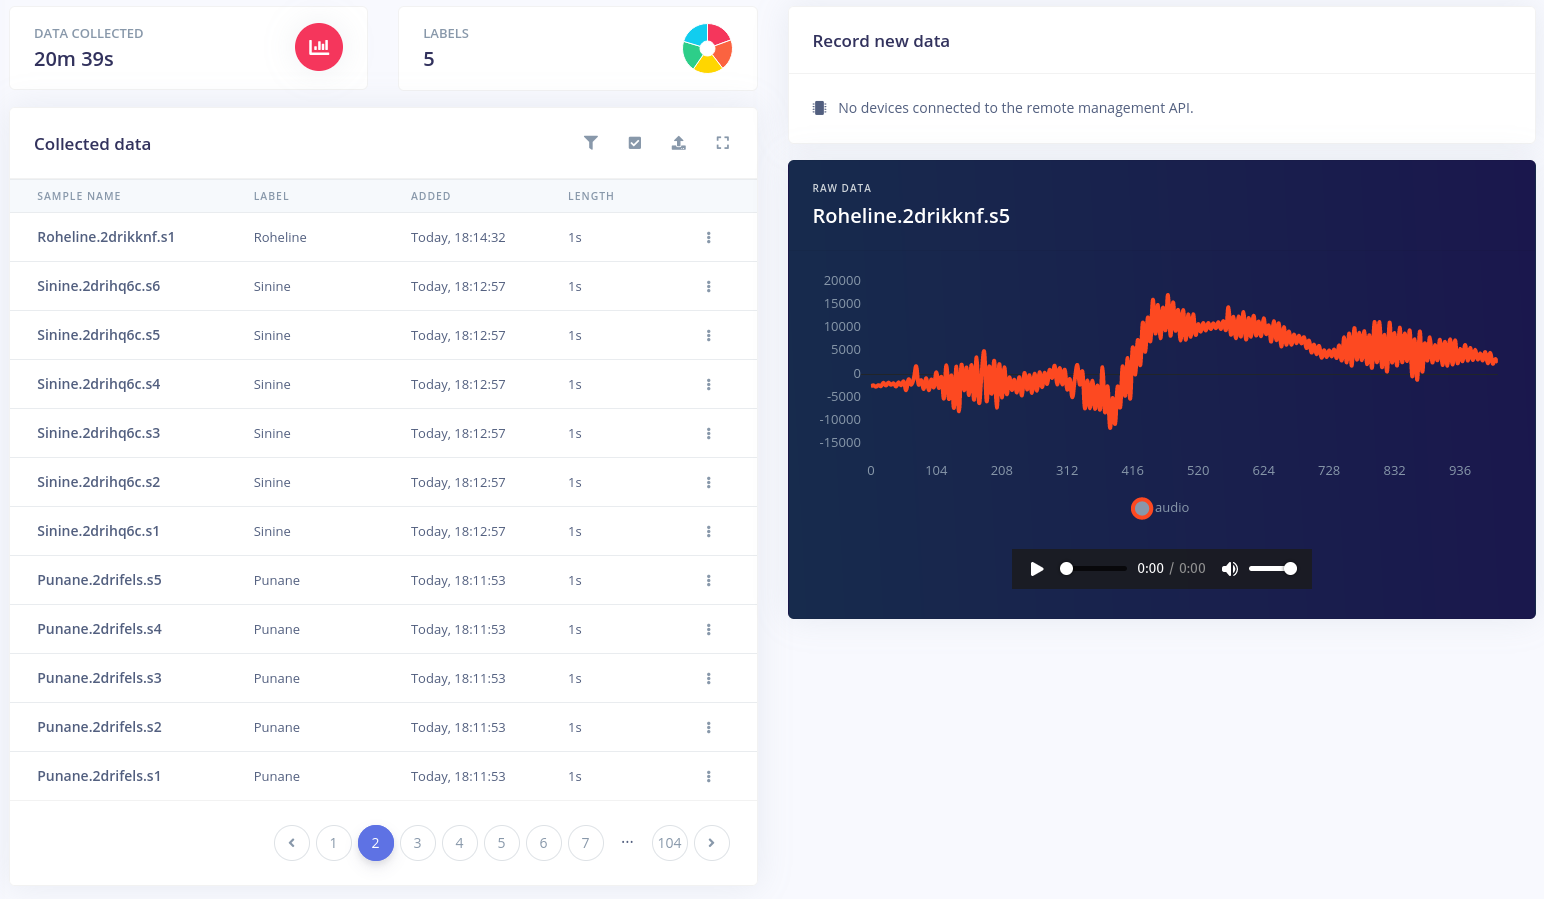 DATA COLLECTED
20m 39s
LABELS
5
Collected data
SAMPLE NAME LABEL ADDED LENGTH
Roheline.2drikknf.s1 Roheline Today, 18:14:32 1s
Sinine.2drihq6c.s6 Sinine Today, 18:12:57 1s
Sinine.2drihq6c.s5 Sinine Today, 18:12:57 1s
Sinine.2drihq6c.s4 Sinine Today, 18:12:57 1s
Sinine.2drihq6c.s3 Sinine Today, 18:12:57 1s
Sinine.2drihq6c.s2 Sinine Today, 18:12:57 1s
Sinine.2drihq6c.s1 Sinine Today, 18:12:57 1s
Punane.2drifels.s5 Punane Today, 18:11:53 1s
Punane.2drifels.s4 Punane Today, 18:11:53 1s
Punane.2drifels.s3 Punane Today, 18:11:53 1s
Punane.2drifels.s2 Punane Today, 18:11:53 1s
Punane.2drifels.s1 Punane Today, 18:11:53 1s
1 2 3 4 5 6 7 ... 104
Record new data
No devices connected to the remote management API.
RAW DATA
Roheline.2drikknf.s5
20000
15000
10000
5000
0
-5000
-10000
-15000
0 104 208 312 416 520 624 728 832 936
audio
0:00 / 0:00